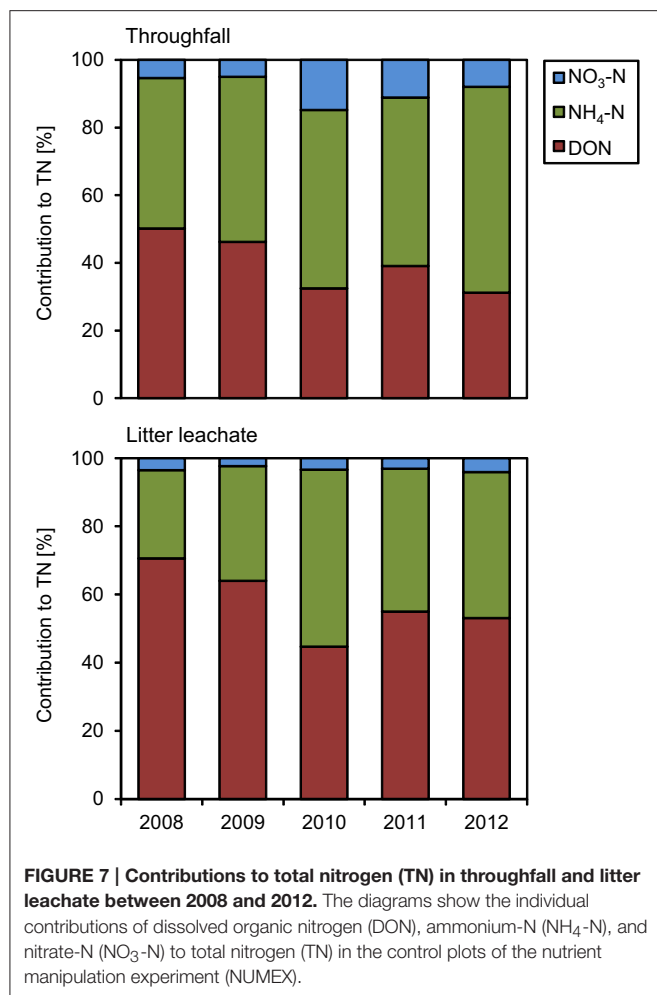 Throughfall
100
80
60
40
20
0
Contribution to TN [%]
NO₃-N
NH₄-N
DON
Litter leachate
100
80
60
40
20
0
Contribution to TN [%]
2008 2009 2010 2011 2012
FIGURE 7 | Contributions to total nitrogen (TN) in throughfall and litter
leachate between 2008 and 2012. The diagrams show the individual
contributions of dissolved organic nitrogen (DON), ammonium-N (NH₄-N), and
nitrate-N (NO₃-N) to total nitrogen (TN) in the control plots of the nutrient
manipulation experiment (NUMEX).